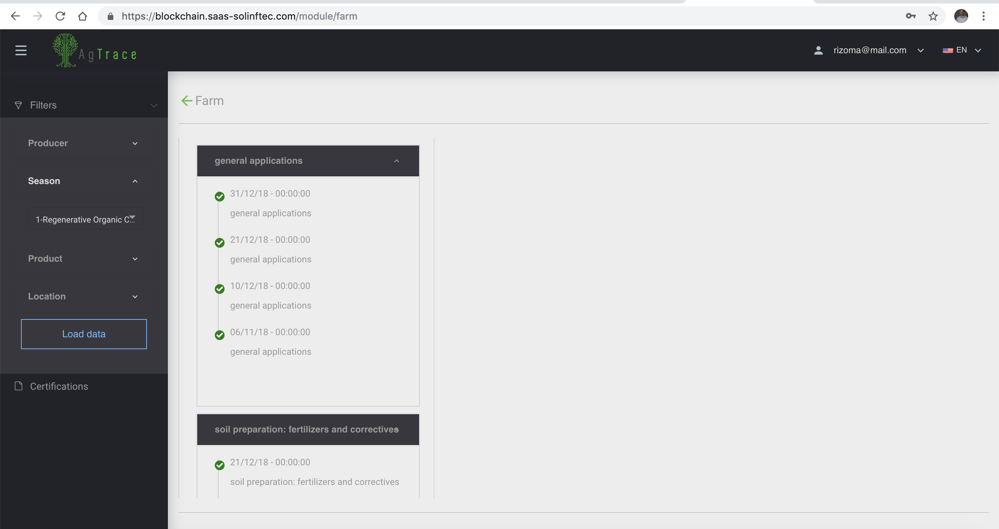 https://blockchain.saas-solinftec.com/module/farm
AgTrace
rizoma@mail.com
EN
Filters
Producer
Season
1-Regenerative Organic C...
Product
Location
Load data
Certifications
Farm
general applications
31/12/18 - 00:00:00
general applications
21/12/18 - 00:00:00
general applications
10/12/18 - 00:00:00
general applications
06/11/18 - 00:00:00
general applications
soil preparation: fertilizers and correctives
21/12/18 - 00:00:00
soil preparation: fertilizers and correctives